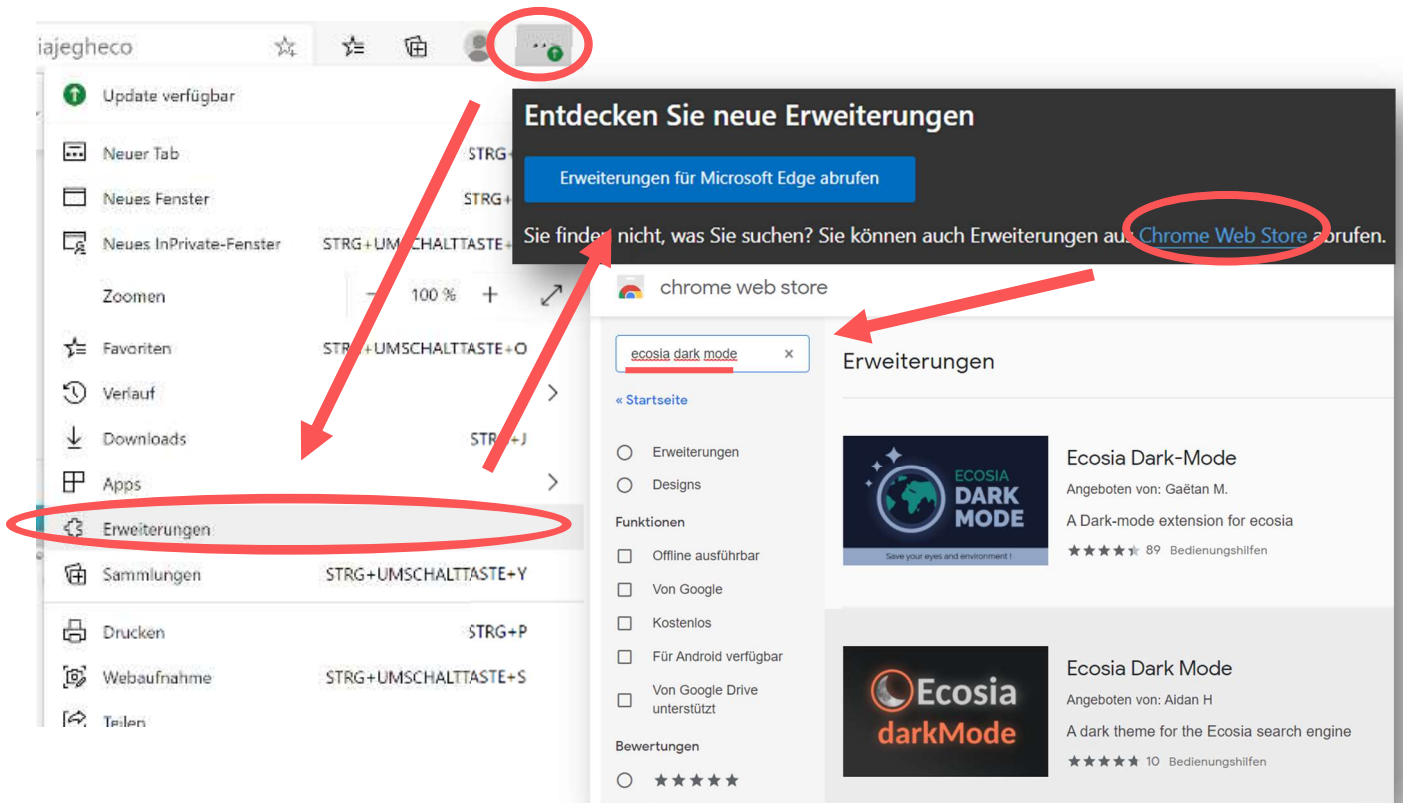 iajegheco
Update verfügbar
Neuer Tab
STRG+
Neues Fenster
STRG+
Neues InPrivate-Fenster
STRG+UMSCHALTTASTE+
Zoomen
— 100 % +
Favoriten
STRG+UMSCHALTTASTE+O
Verlauf
Downloads
STRG+J
Apps
Erweiterungen
Sammlungen
STRG+UMSCHALTTASTE+Y
Drucken
STRG+P
Webaufnahme
STRG+UMSCHALTTASTE+S
Teilen
Entdecken Sie neue Erweiterungen
Erweiterungen für Microsoft Edge abrufen
Sie finden nicht, was Sie suchen? Sie können auch Erweiterungen aus Chrome Web Store abrufen.
chrome web store
ecosia dark mode ×
« Startseite
Erweiterungen
Designs
Funktionen
Offline ausführbar
Von Google
Kostenlos
Für Android verfügbar
Von Google Drive
unterstützt
Bewertungen
★★★★★
Erweiterungen
ECOSIA
DARK
MODE
Save your eyes and environment !
Ecosia Dark-Mode
Angeboten von: Gaëtan M.
A Dark-mode extension for ecosia
89 Bedienungshilfen
Ecosia
darkMode
Ecosia Dark Mode
Angeboten von: Aidan H
A dark theme for the Ecosia search engine
10 Bedienungshilfen